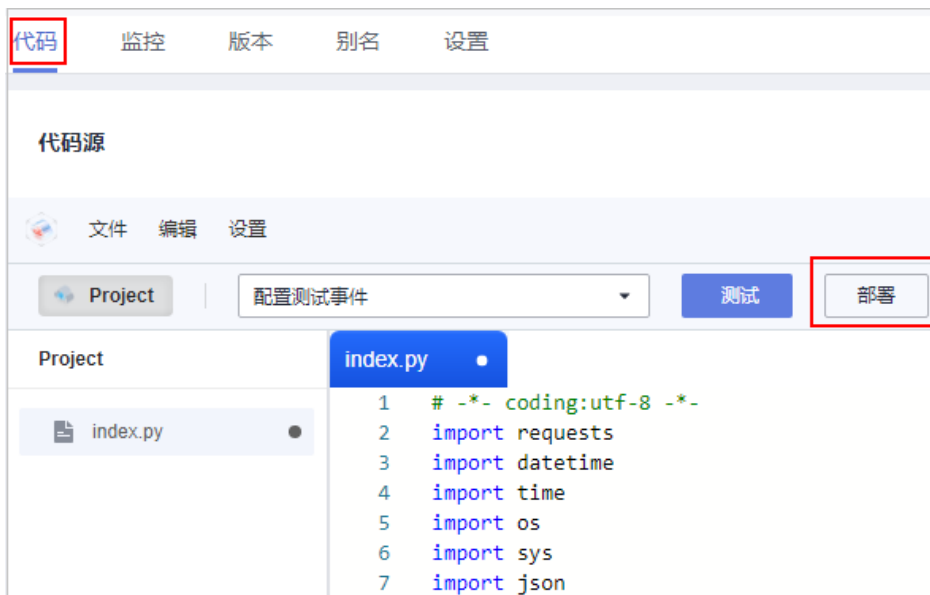 代码 监控 版本 别名 设置
代码源
文件 编辑 设置
Project 配置测试事件 测试 部署
Project index.py
index.py
1 # -*- coding:utf-8 -*-
2 import requests
3 import datetime
4 import time
5 import os
6 import sys
7 import json